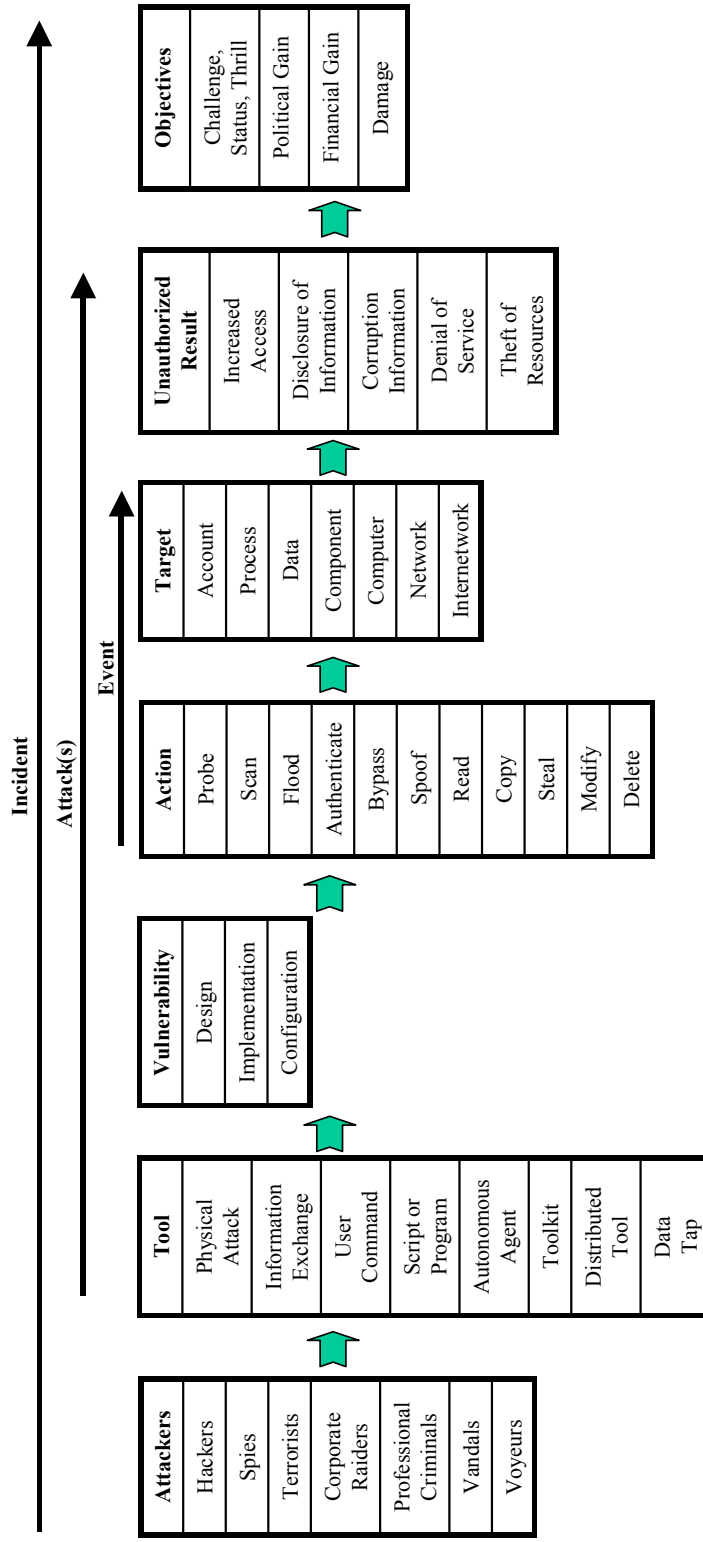 Incident
Attack(s)
Event
Attackers
Hackers
Spies
Terrorists
Corporate
Raiders
Professional
Criminals
Vandals
Voyeurs
Tool
Physical
Attack
Information
Exchange
User
Command
Script or
Program
Autonomous
Agent
Toolkit
Distributed
Tool
Data
Tap
Vulnerability
Design
Implementation
Configuration
Action
Probe
Scan
Flood
Authenticate
Bypass
Spoof
Read
Copy
Steal
Modify
Delete
Target
Account
Process
Data
Component
Computer
Network
Internetwork
Unauthorized
Result
Increased
Access
Disclosure of
Information
Corruption
Information
Denial of
Service
Theft of
Resources
Objectives
Challenge,
Status, Thrill
Political Gain
Financial Gain
Damage